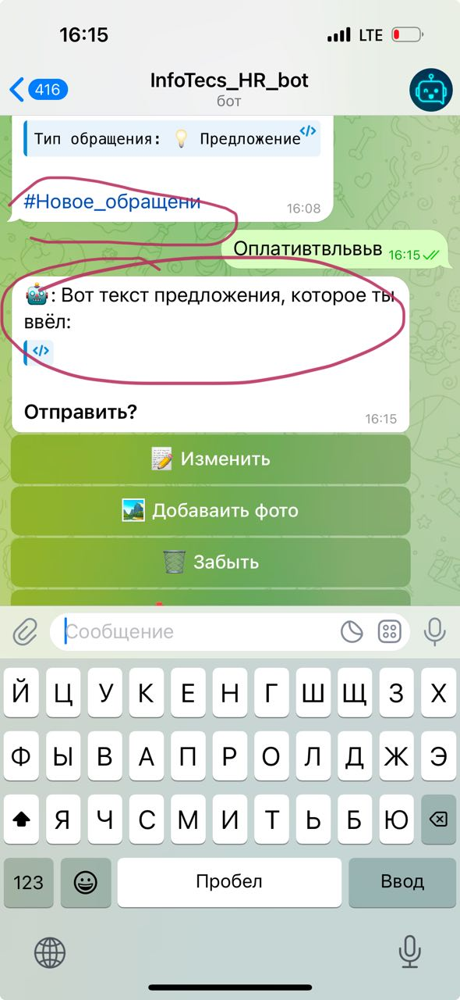 16:15
LTE
416
InfoTecs_HR_bot
бот
Тип обращения: 💡 Предложение
</>
#Новое_обращени
16:08
Оплативтвльвьв
16:15
🤖: Вот текст предложения, которое ты
ввёл:
</>
Отправить?
16:15
📝 Изменить
🏞️ Добаваить фото
🗑️ Забыть
Сообщение
Й Ц У К Е Н Г Ш Щ З Х
Ф Ы В А П Р О Л Д Ж Э
Я Ч С М И Т Ь Б Ю
123
Пробел
Ввод